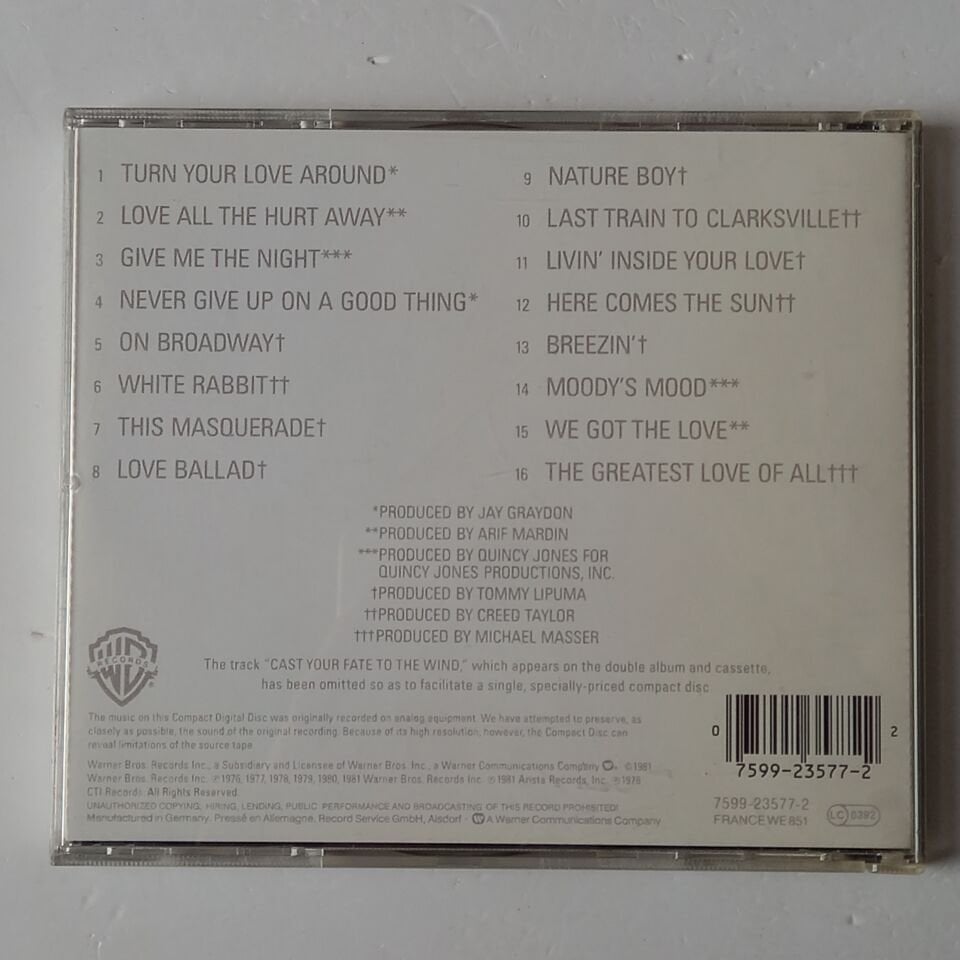 1 TURN YOUR LOVE AROUND*
2 LOVE ALL THE HURT AWAY**
3 GIVE ME THE NIGHT***
4 NEVER GIVE UP ON A GOOD THING*
5 ON BROADWAY†
6 WHITE RABBIT††
7 THIS MASQUERADE†
8 LOVE BALLAD†
9 NATURE BOY†
10 LAST TRAIN TO CLARKSVILLE††
11 LIVIN' INSIDE YOUR LOVE†
12 HERE COMES THE SUN††
13 BREEZIN'†
14 MOODY'S MOOD***
15 WE GOT THE LOVE**
16 THE GREATEST LOVE OF ALL†††
*PRODUCED BY JAY GRAYDON
**PRODUCED BY ARIF MARDIN
***PRODUCED BY QUINCY JONES FOR
QUINCY JONES PRODUCTIONS, INC.
†PRODUCED BY TOMMY LIPUMA
††PRODUCED BY CREED TAYLOR
†††PRODUCED BY MICHAEL MASSER
WB RECORDS ®
The track "CAST YOUR FATE TO THE WIND," which appears on the double album and cassette,
has been omitted so as to facilitate a single, specially-priced compact disc
The music on this Compact Digital Disc was originally recorded on analog equipment. We have attempted to preserve, as
closely as possible, the sound of the original recording. Because of its high resolution, however, the Compact Disc can
reveal limitations of the source tape.
Warner Bros. Records Inc., a Subsidiary and Licensee of Warner Bros. Inc., a Warner Communications Company ©1981
Warner Bros. Records Inc. ℗1976, 1977, 1978, 1979, 1980, 1981 Warner Bros. Records Inc. ℗1981 Arista Records, Inc. ℗1978
CTI Records. All Rights Reserved.
UNAUTHORIZED COPYING, HIRING, LENDING, PUBLIC PERFORMANCE AND BROADCASTING OF THIS RECORD PROHIBITED!
Manufactured in Germany. Pressé en Allemagne. Record Service GmbH, Alsdorf · W A Warner Communications Company
0 7599-23577-2 2
7599-23577-2
FRANCE WE 851
LC 0392